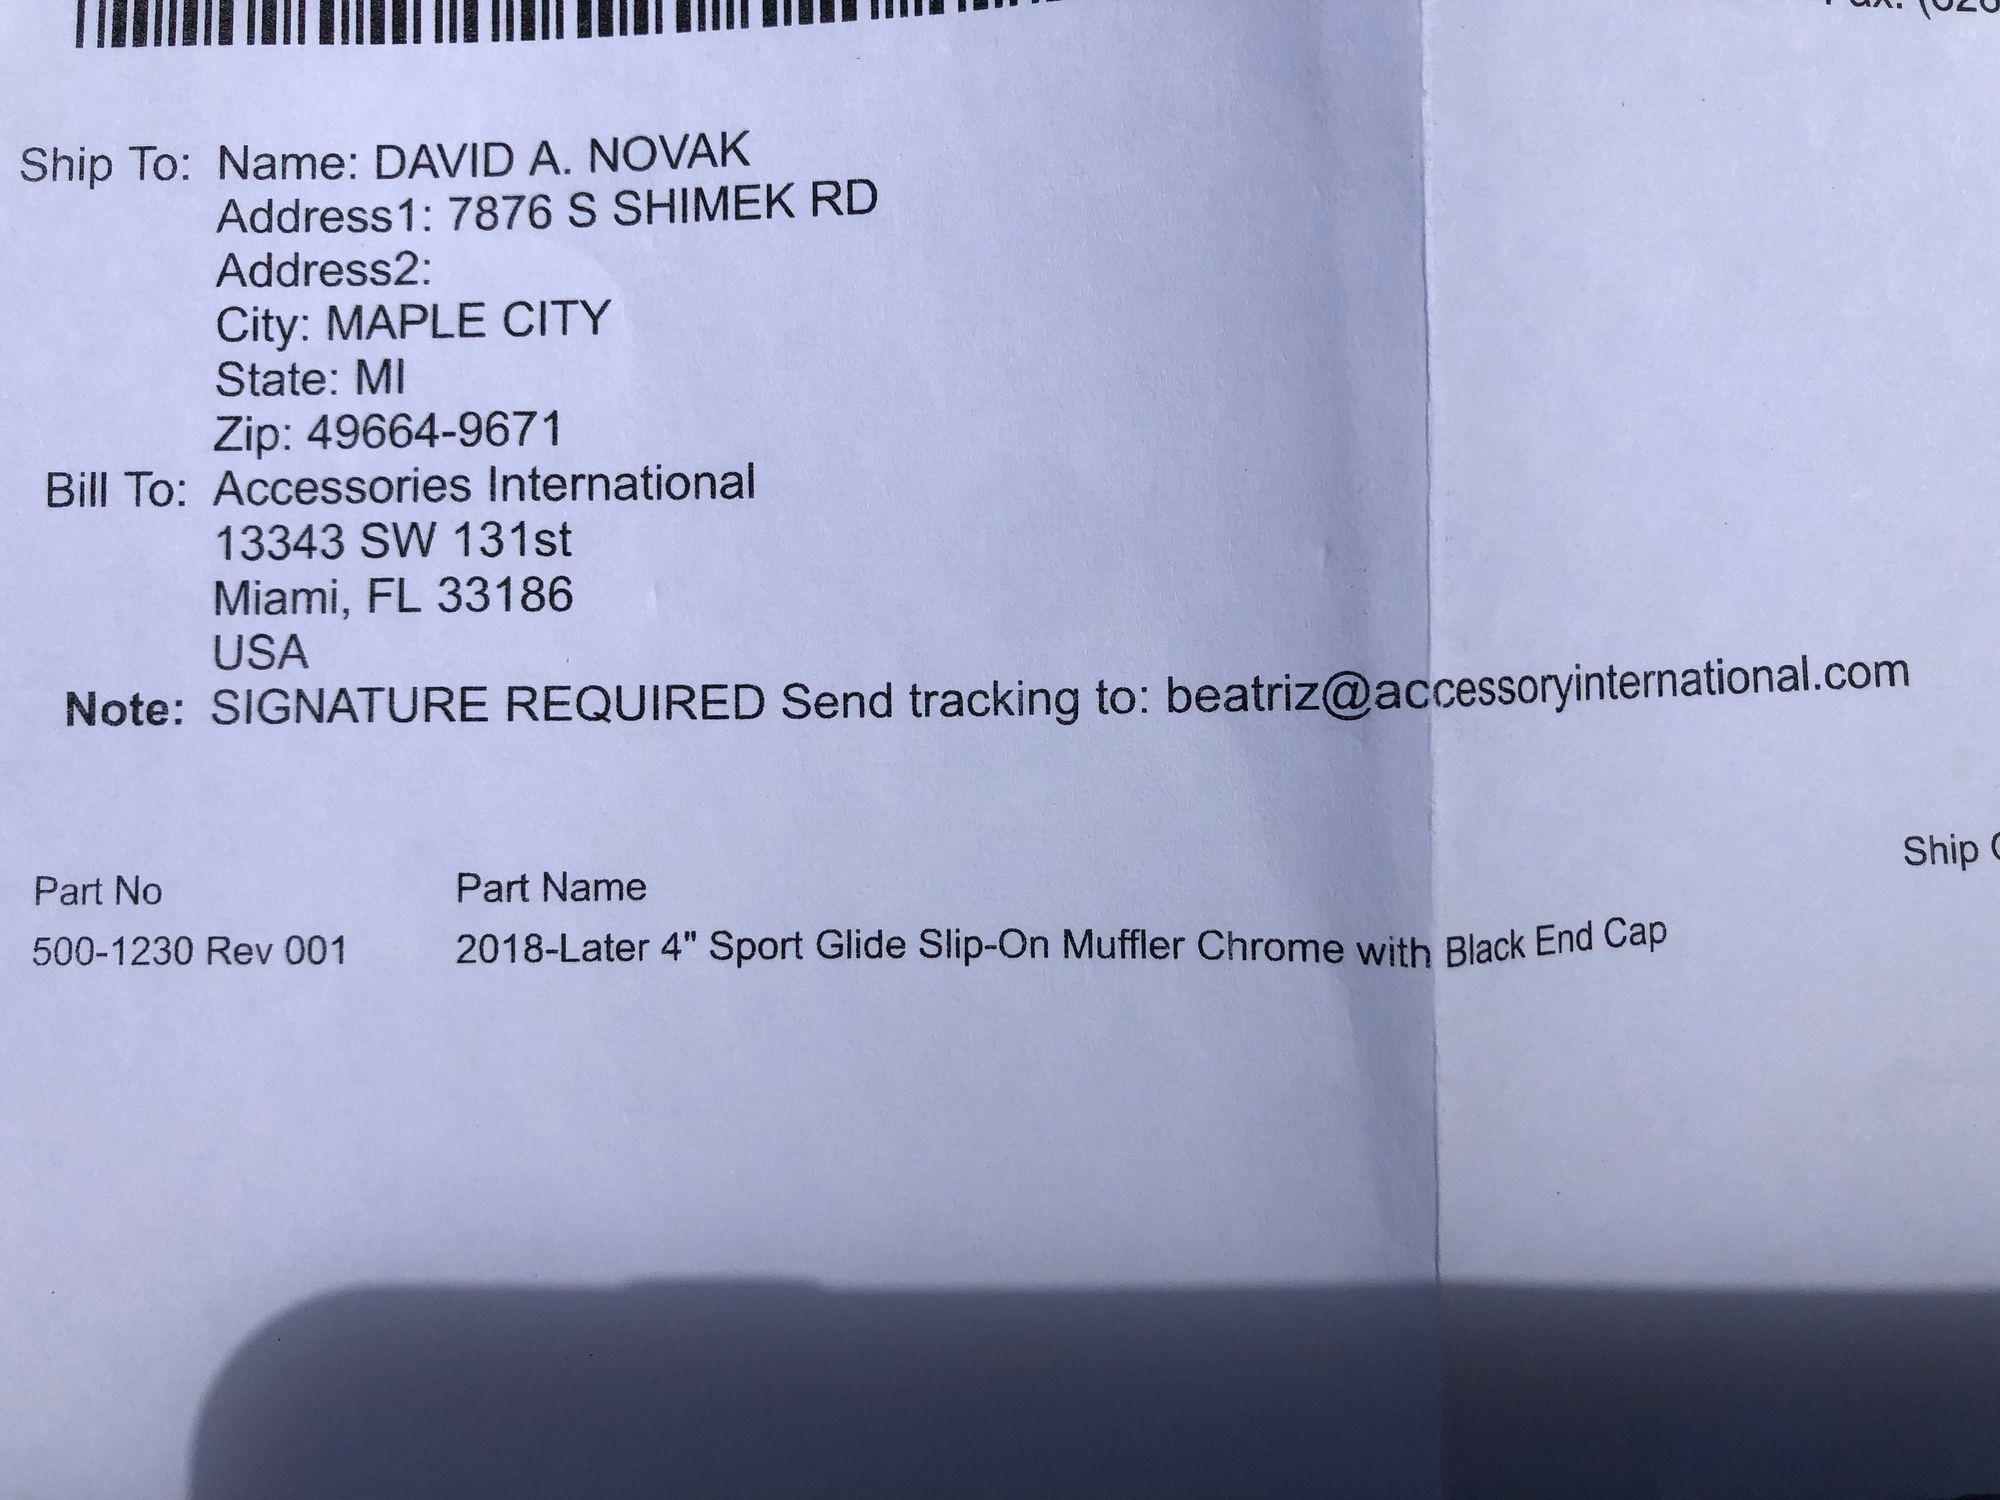 Ship To: Name: DAVID A. NOVAK
Address1: 7876 S SHIMEK RD
Address2:
City: MAPLE CITY
State: MI
Zip: 49664-9671
Bill To: Accessories International
13343 SW 131st
Miami, FL 33186
USA
Note: SIGNATURE REQUIRED Send tracking to: beatriz@accessoryinternational.com
Ship
Part No Part Name
500-1230 Rev 001 2018-Later 4" Sport Glide Slip-On Muffler Chrome with Black End Cap